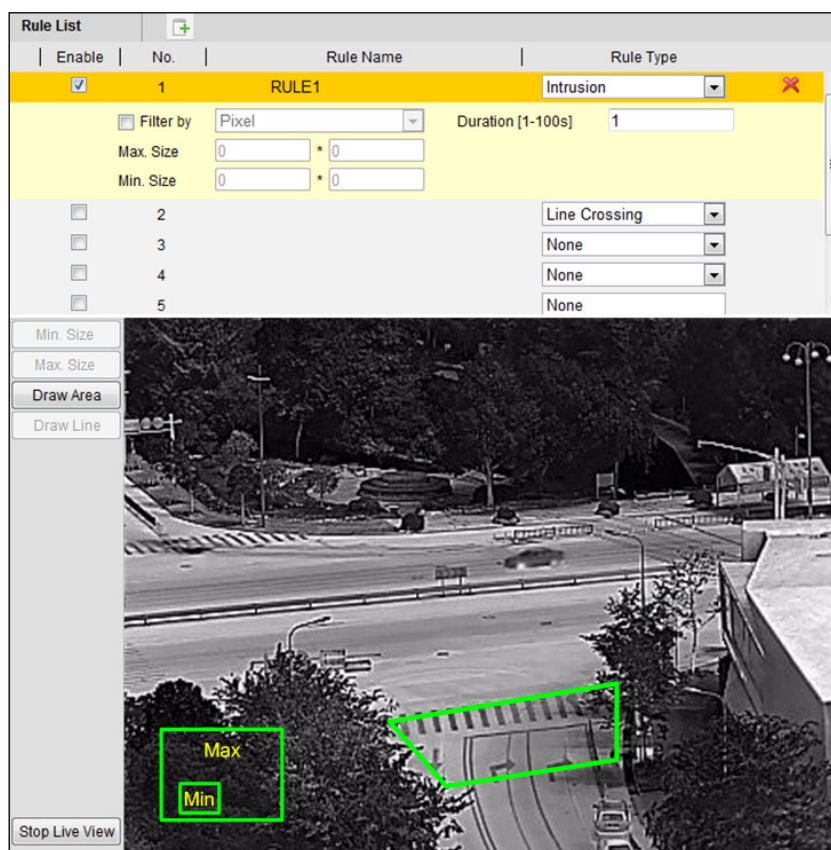 Rule List
Enable No. Rule Name Rule Type
1 RULE1 Intrusion
Filter by Pixel Duration [1-100s] 1
Max. Size 0 * 0
Min. Size 0 * 0
2 Line Crossing
3 None
4 None
5 None
Min. Size
Max. Size
Draw Area
Draw Line
Max
Min
Stop Live View